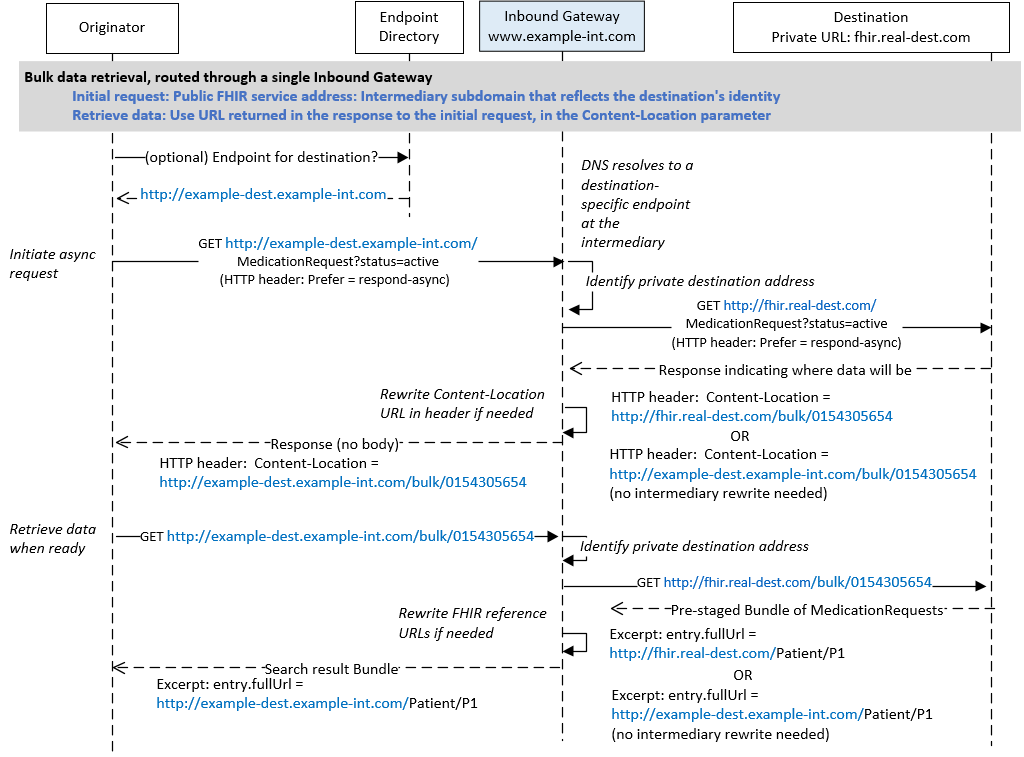 Originator
Endpoint
Directory
Inbound Gateway
www.example-int.com
Destination
Private URL: fhir.real-dest.com
Bulk data retrieval, routed through a single Inbound Gateway
Initial request: Public FHIR service address: Intermediary subdomain that reflects the destination's identity
Retrieve data: Use URL returned in the response to the initial request, in the Content-Location parameter
(optional) Endpoint for destination?
http://example-dest.example-int.com
DNS resolves to a
destination-
specific endpoint
at the
intermediary
Initiate async
request
GET http://example-dest.example-int.com/
MedicationRequest?status=active
(HTTP header: Prefer = respond-async)
Identify private destination address
GET http://fhir.real-dest.com/
MedicationRequest?status=active
(HTTP header: Prefer = respond-async)
Response indicating where data will be
Rewrite Content-Location
URL in header if needed
HTTP header:  Content-Location =
http://fhir.real-dest.com/bulk/0154305654
OR
HTTP header:  Content-Location =
http://example-dest.example-int.com/bulk/0154305654
(no intermediary rewrite needed)
Response (no body)
HTTP header:  Content-Location =
http://example-dest.example-int.com/bulk/0154305654
Retrieve data
when ready
GET http://example-dest.example-int.com/bulk/0154305654
Identify private destination address
GET http://fhir.real-dest.com/bulk/0154305654
Pre-staged Bundle of MedicationRequests
Rewrite FHIR reference
URLs if needed
Excerpt: entry.fullUrl =
http://fhir.real-dest.com/Patient/P1
OR
Excerpt: entry.fullUrl =
http://example-dest.example-int.com/Patient/P1
(no intermediary rewrite needed)
Search result Bundle
Excerpt: entry.fullUrl =
http://example-dest.example-int.com/Patient/P1